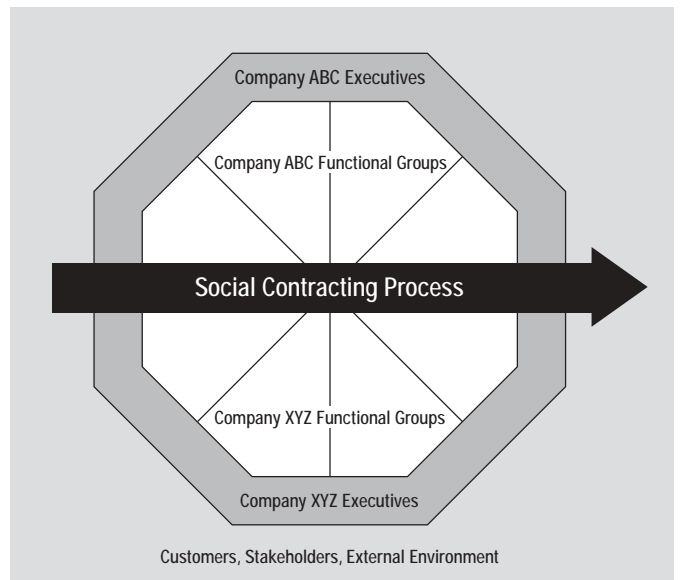 Company ABC Executives
Company ABC Functional Groups
Social Contracting Process
Company XYZ Functional Groups
Company XYZ Executives
Customers, Stakeholders, External Environment